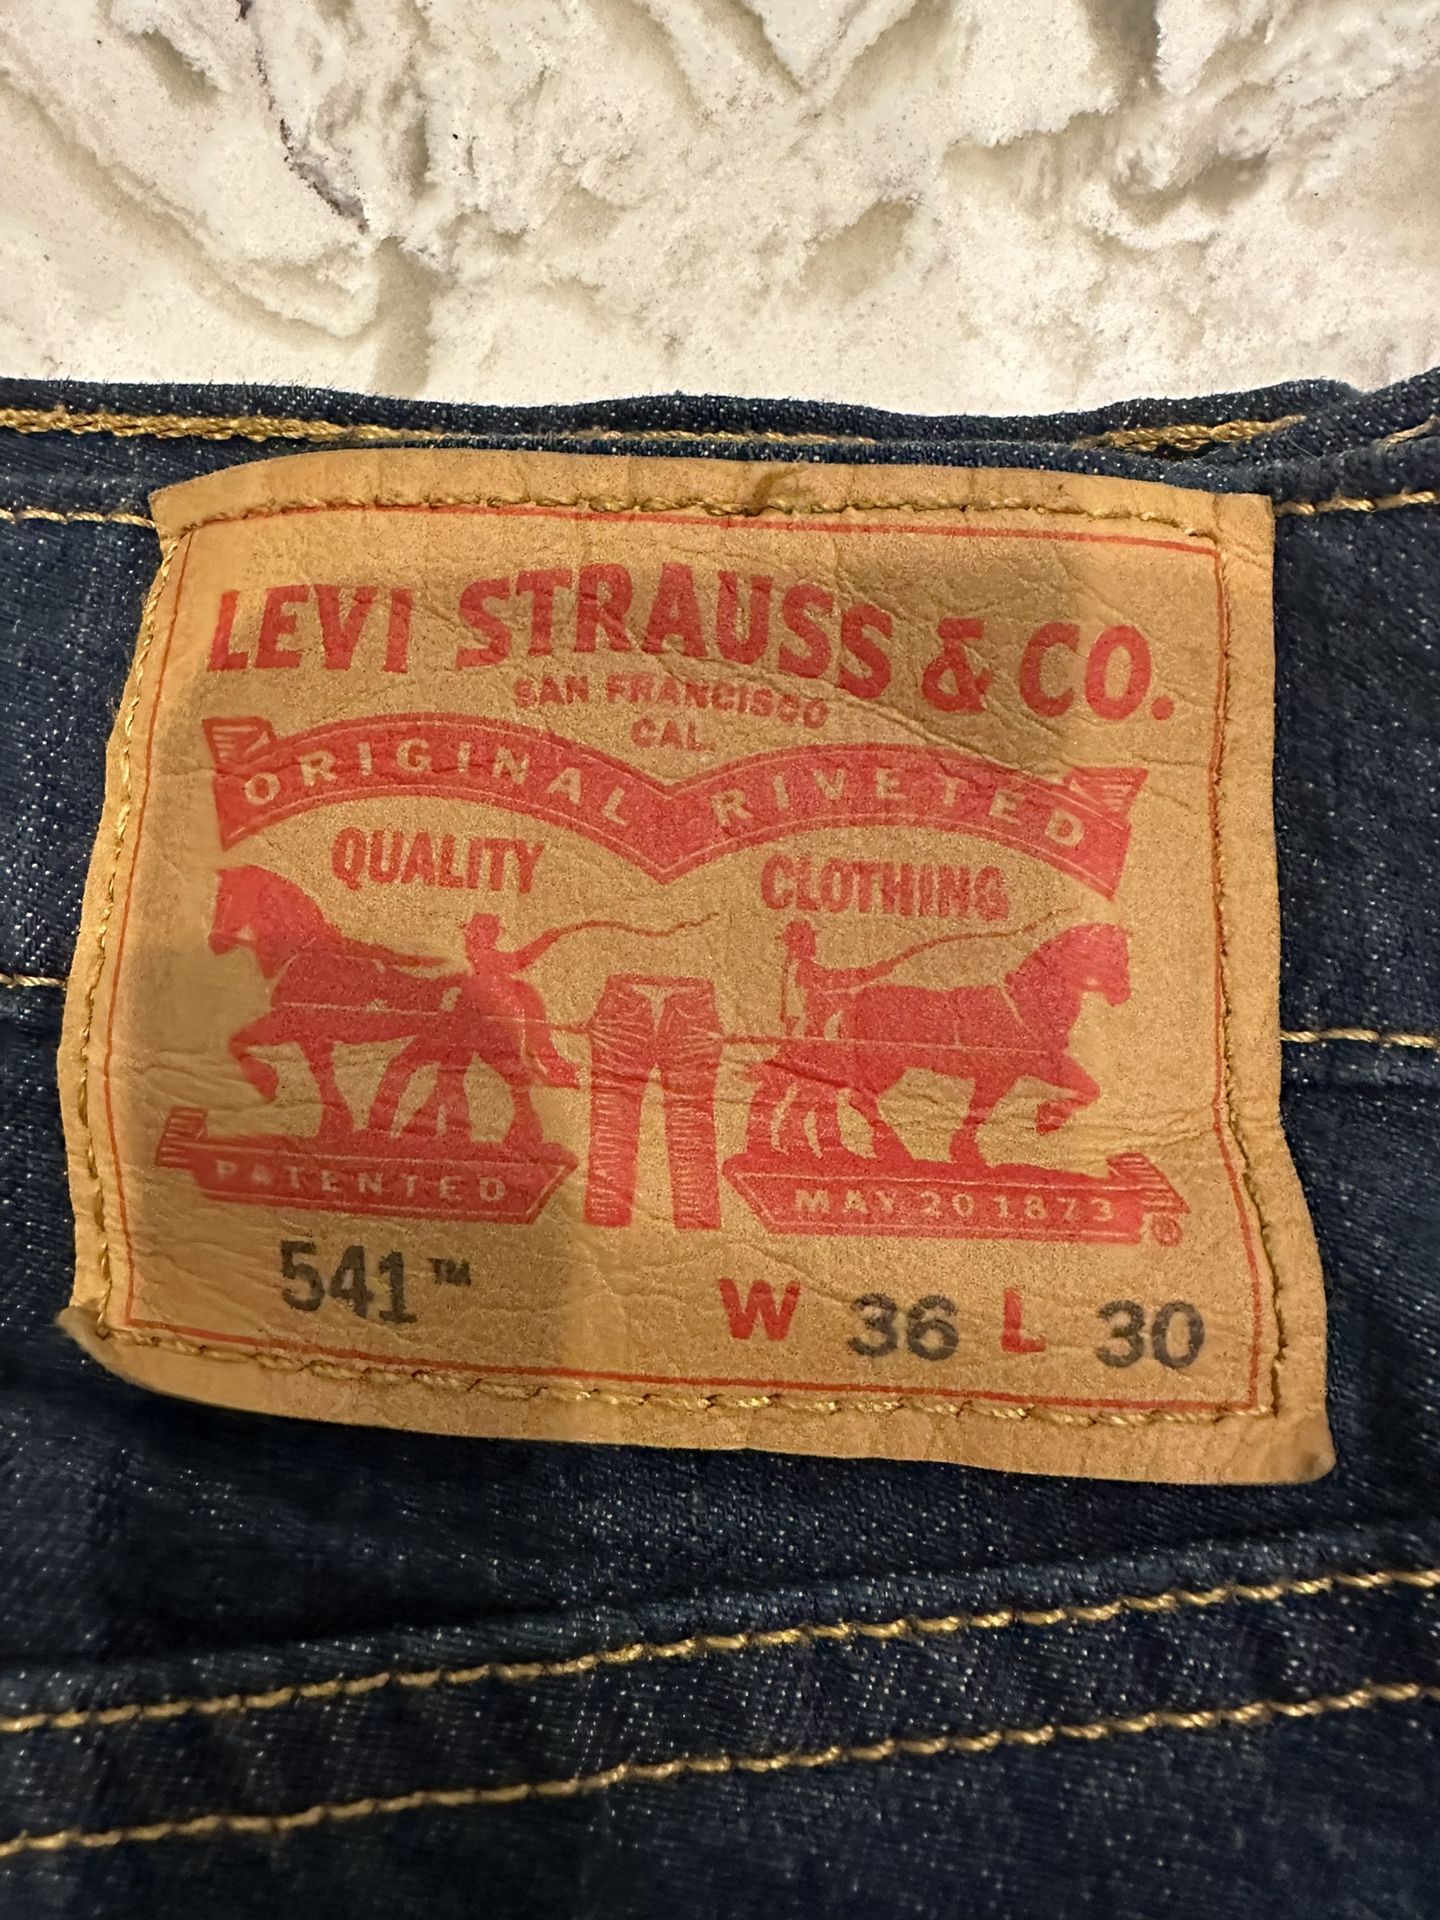 LEVI STRAUSS & CO.
SAN FRANCISCO
CAL.
ORIGINAL RIVETED
QUALITY CLOTHING
PATENTED MAY 20 1873 ®
541™ W 36 L 30